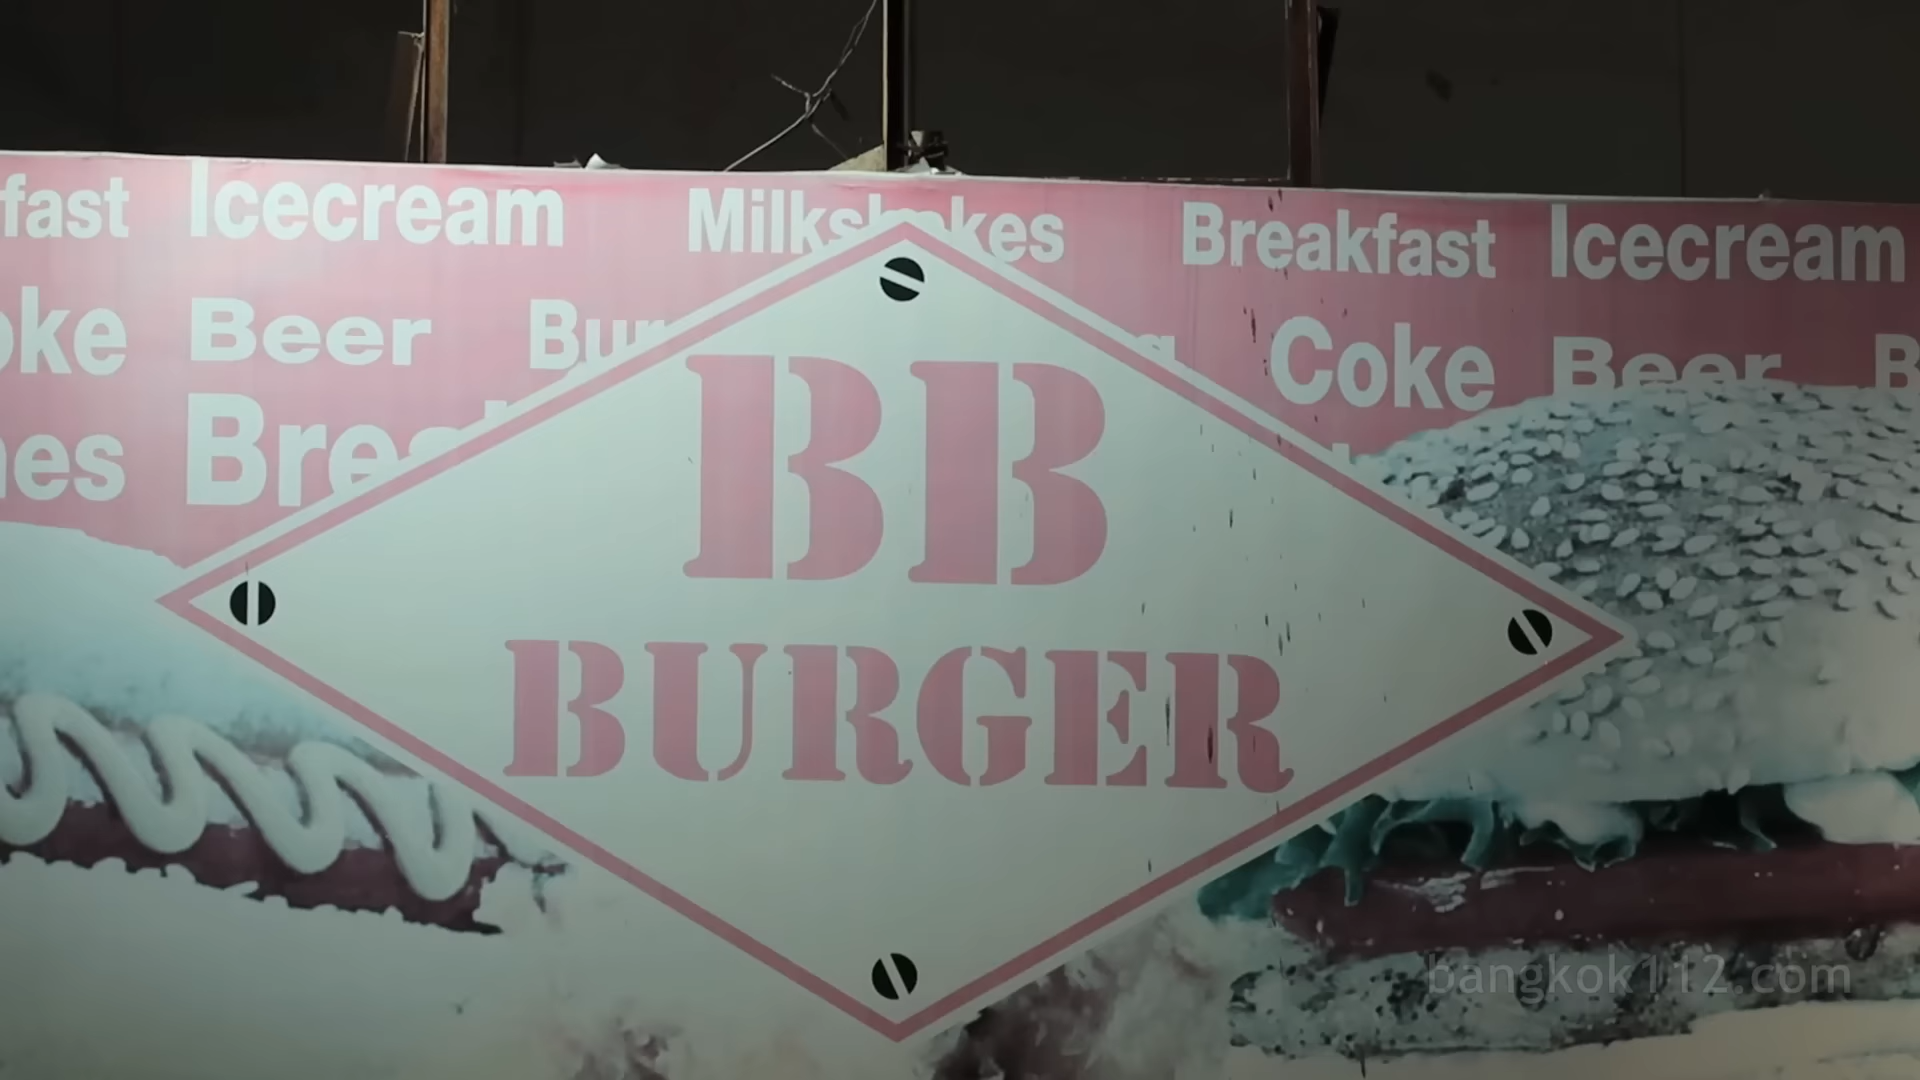 fast Icecream Milkshakes Breakfast Icecream
oke Beer Bur g Coke Beer B
nes Brea
BB
BURGER
bangkok112.com